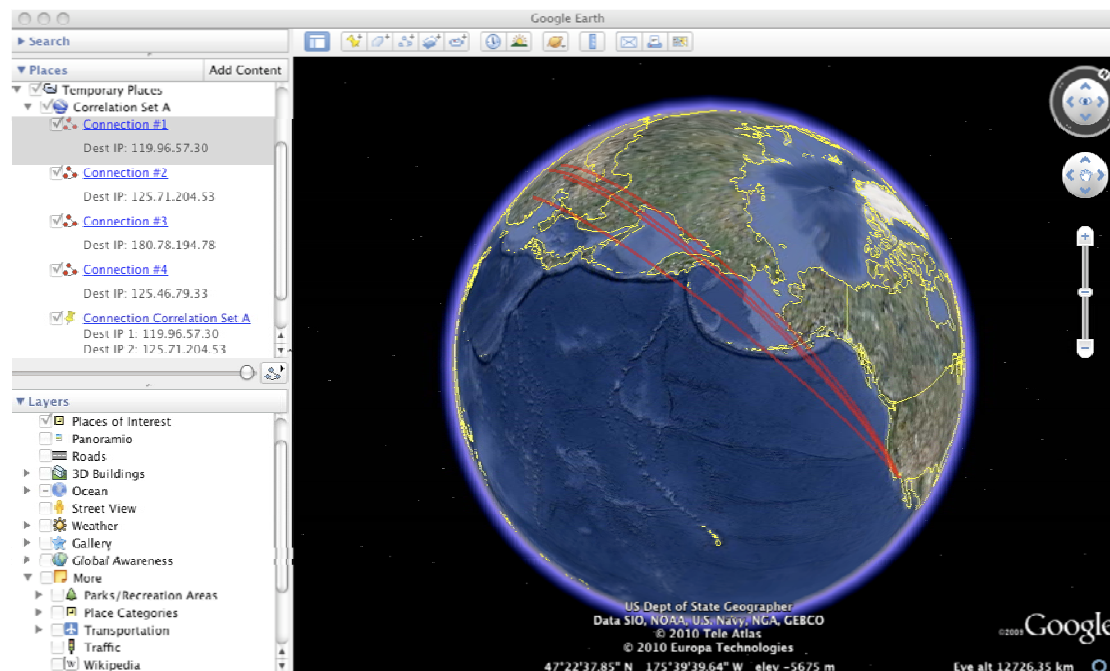 Google Earth
Search
Places
Add Content
Temporary Places
Correlation Set A
Connection #1
Dest IP: 119.96.57.30
Connection #2
Dest IP: 125.71.204.53
Connection #3
Dest IP: 180.78.194.78
Connection #4
Dest IP: 125.46.79.33
Connection Correlation Set A
Dest IP 1: 119.96.57.30
Dest IP 2: 125.71.204.53
Layers
Places of Interest
Panoramio
Roads
3D Buildings
Ocean
Street View
Weather
Gallery
Global Awareness
More
Parks/Recreation Areas
Place Categories
Transportation
Traffic
Wikipedia
US Dept of State Geographer
Data SIO, NOAA, U.S. Navy, NGA, GEBCO
© 2010 Tele Atlas
© 2010 Europa Technologies
©2009 Google
47°22'37.85" N 175°39'39.64" W elev -5675 m
Eye alt 12726.35 km